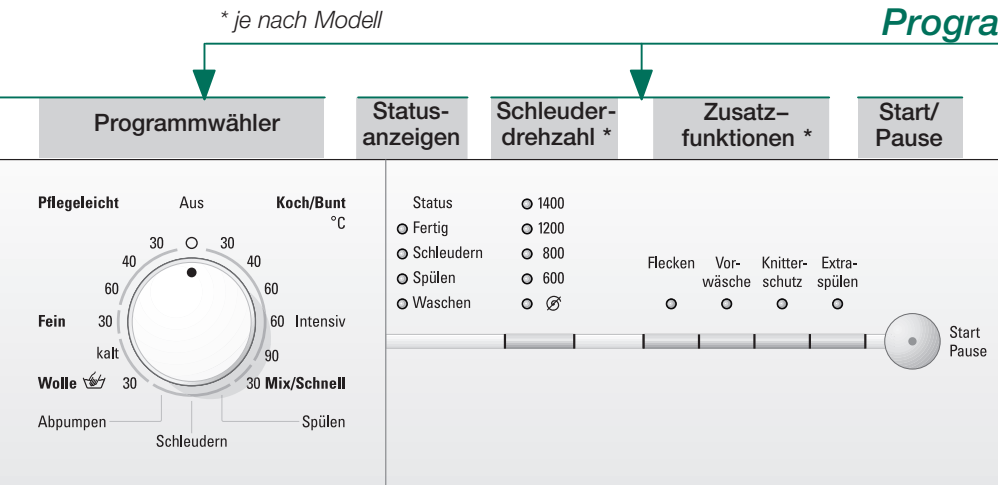 * je nach Modell
Progra
Programmwähler
Status-
anzeigen
Schleuder-
drehzahl *
Zusatz–
funktionen *
Start/
Pause
Pflegeleicht
Aus
Koch/Bunt
°C
30
30
40
40
60
60
Fein 30
60 Intensiv
kalt
90
Wolle 30
30 Mix/Schnell
Abpumpen
Spülen
Schleudern
Status
Fertig
Schleudern
Spülen
Waschen
1400
1200
800
600
Flecken
Vor-
wäsche
Knitter-
schutz
Extra-
spülen
Start
Pause